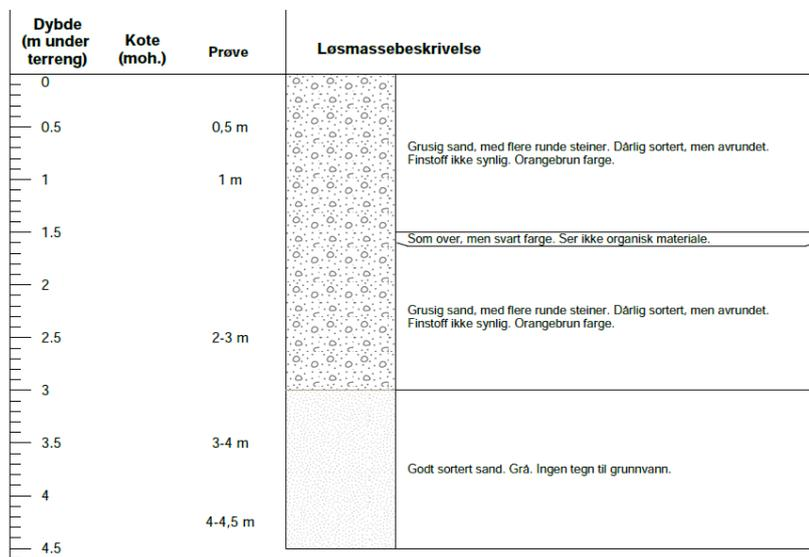 Dybde
(m under
terreng)
Kote
(moh.)
Prøve
Løsmassebeskrivelse
0
0.5
0,5 m
Grusig sand, med flere runde steiner. Dårlig sortert, men avrundet.
Finstoff ikke synlig. Orangebrun farge.
1
1 m
1.5
Som over, men svart farge. Ser ikke organisk materiale.
2
Grusig sand, med flere runde steiner. Dårlig sortert, men avrundet.
Finstoff ikke synlig. Orangebrun farge.
2.5
2-3 m
3
3.5
3-4 m
Godt sortert sand. Grå. Ingen tegn til grunnvann.
4
4-4,5 m
4.5